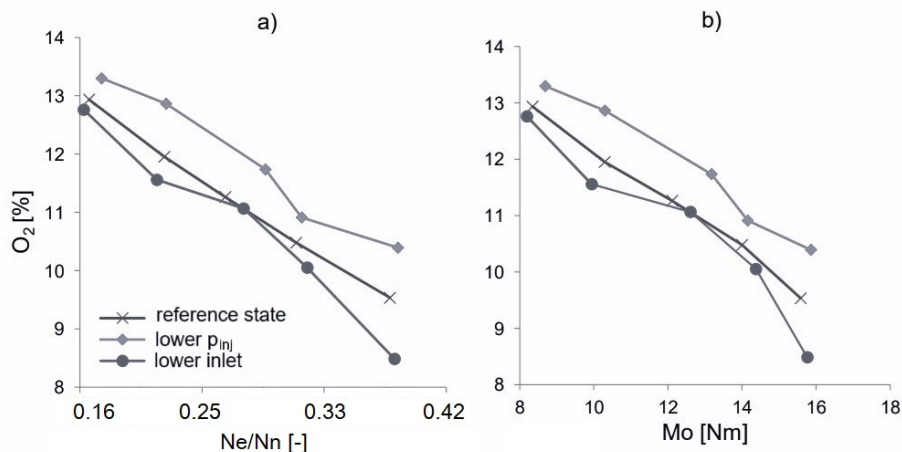 a)
14
13
12
11
10
9
8
O₂ [%]
reference state
lower pinj
lower inlet
0.16 0.25 0.33 0.42
Ne/Nn [-]
b)
14
13
12
11
10
9
8
8 10 12 14 16 18
Mo [Nm]